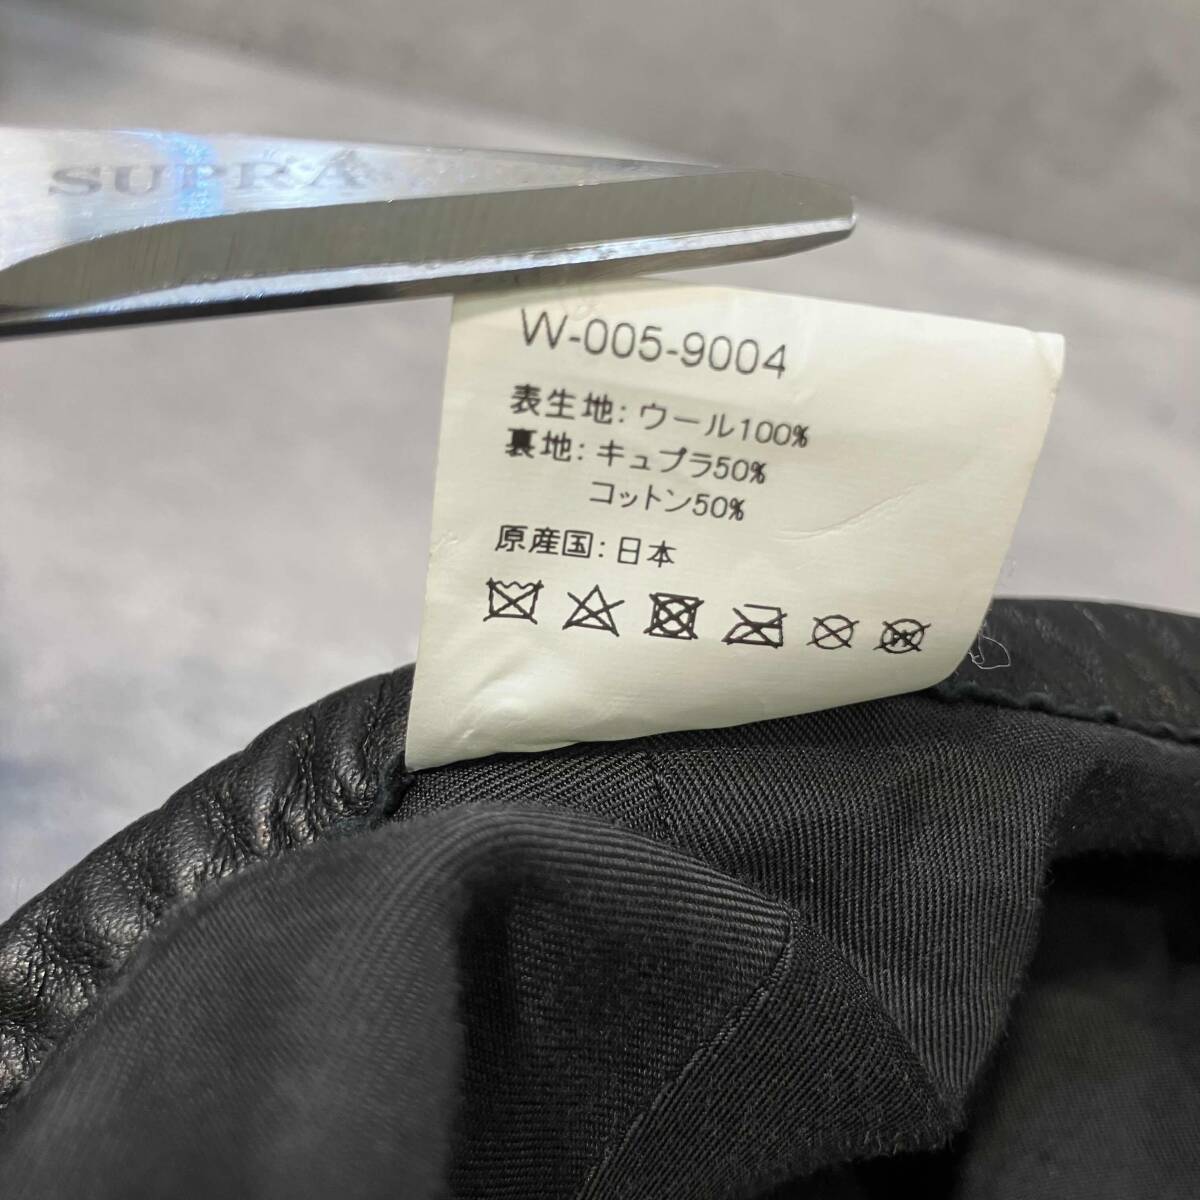 SUPRA
W-005-9004
表生地: ウール100%
裏地: キュプラ50%
コットン50%
原産国: 日本
W